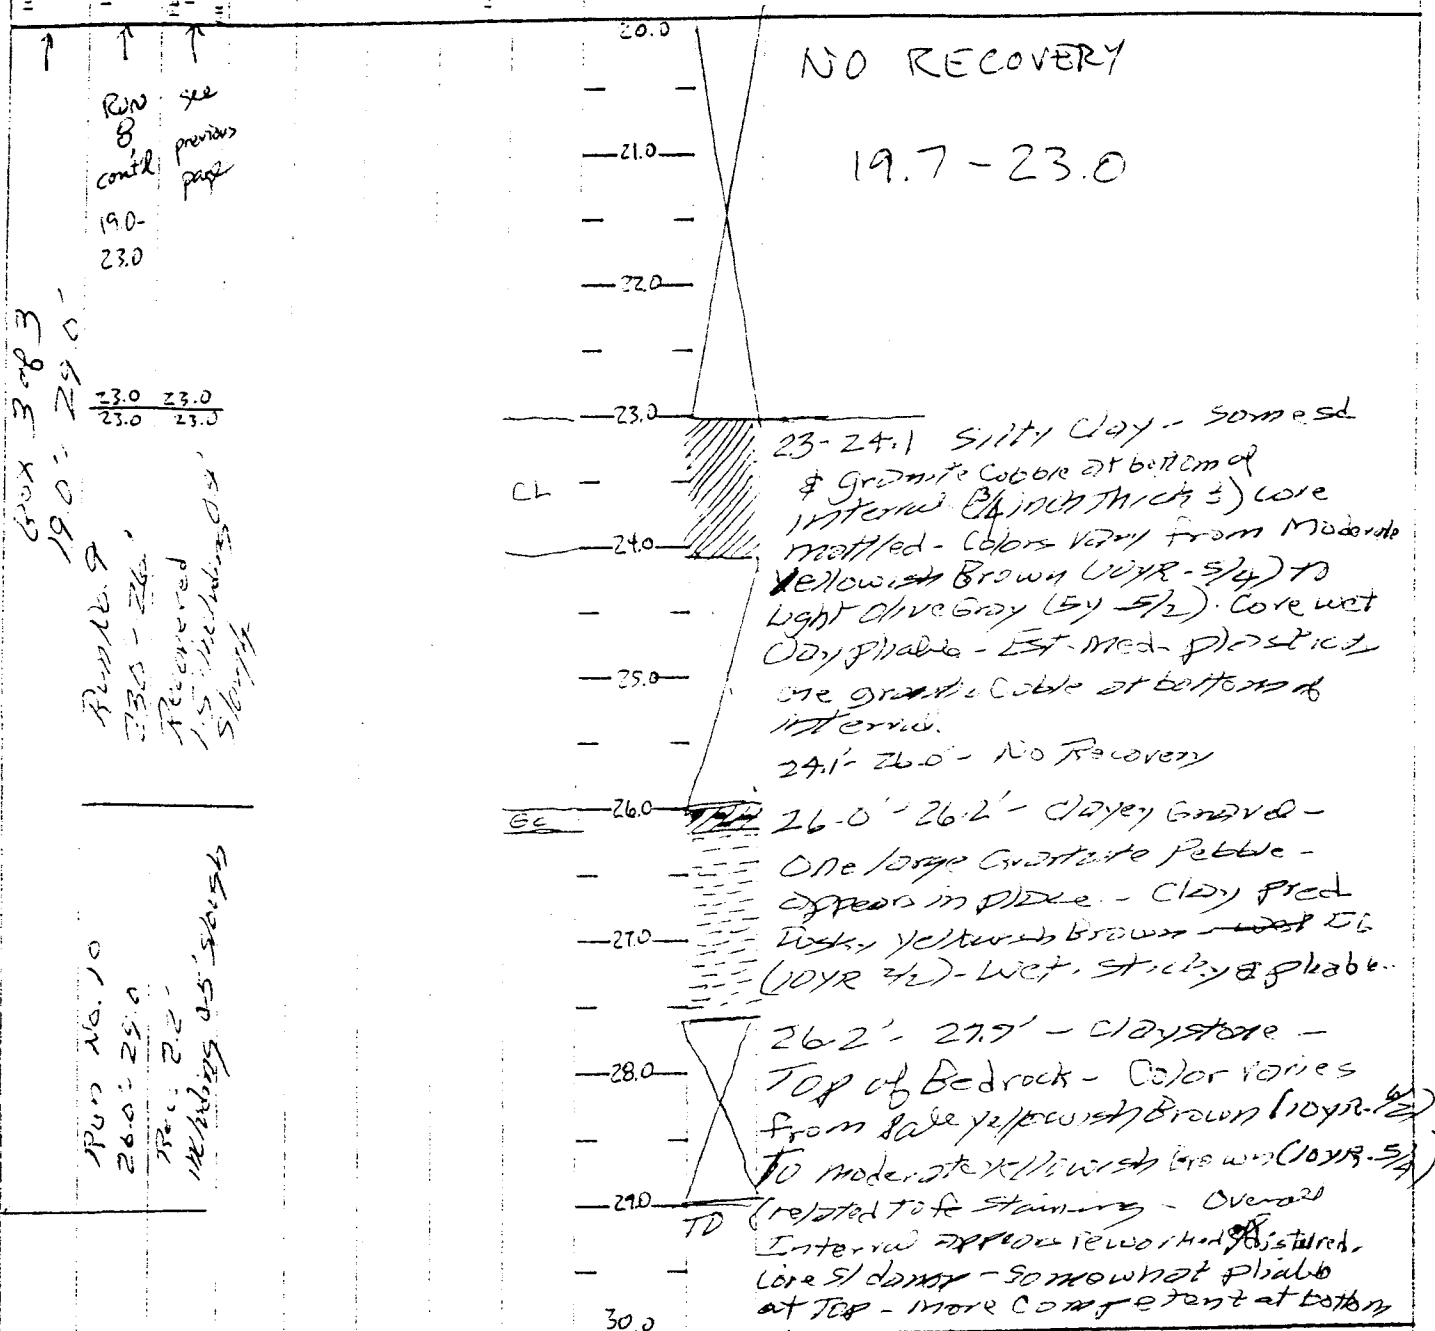 20.0
NO RECOVERY
19.7 - 23.0
RUN see
8 previous
cont'd page
19.0-
23.0
21.0
22.0
Box 3 of 3
19.0 - 29.0'
23.0 23.0
23.0 23.0
23.0
CL
24.0
25.0
Run No. 9
23.0 - 26.0'
Recovered
1.5 including
Slough
23-24.1 Silty Clay - Some sd
& granite Cobble at bottom of
interval (3/4 inch thick ±) core
mottled - Colors vary from Moderate
Yellowish Brown (10YR-5/4) to
Light Olive Gray (5Y 5/2). Core wet
Clay pliable - Est. Med - plasticity
one granite Coble at bottom of
interval.
24.1'- 26.0' - No Recovery
26.0
GC
26.0' - 26.2' - Clayey Gravel -
One large Quartzite Pebble -
appears in place - Clay pred
Dusky Yellowish Brown
(10YR 2/2) - Wet, Sticky & pliable.
27.0
Run No. 10
26.0 - 29.0
Rec. 2.2'
Including 0.5' Slough
26.2' - 27.7' - Claystone -
Top of Bedrock - Color varies
from Pale yellowish Brown (10YR-6/2)
To moderate yellowish Brown (10YR-5/4)
(related to fe Staining - Overall
Interval appears reworked disturbed.
Core Sl damp - Somewhat pliable
at Top - More Competent at bottom
28.0
29.0
TD
30.0